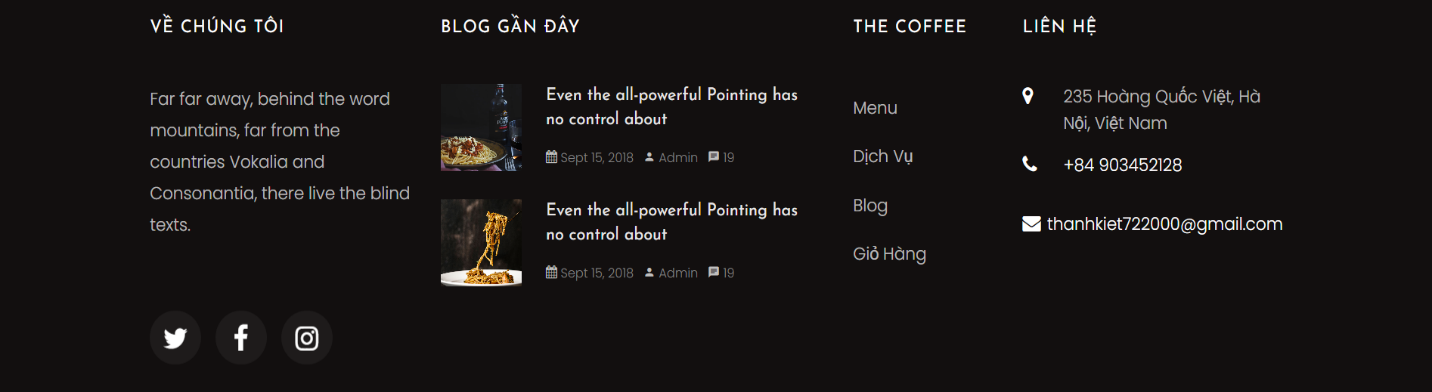 VỀ CHÚNG TÔI
Far far away, behind the word
mountains, far from the
countries Vokalia and
Consonantia, there live the blind
texts.
BLOG GẦN ĐÂY
Even the all-powerful Pointing has
no control about
Sept 15, 2018 Admin 19
Even the all-powerful Pointing has
no control about
Sept 15, 2018 Admin 19
THE COFFEE
Menu
Dịch Vụ
Blog
Giỏ Hàng
LIÊN HỆ
235 Hoàng Quốc Việt, Hà
Nội, Việt Nam
+84 903452128
thanhkiet722000@gmail.com